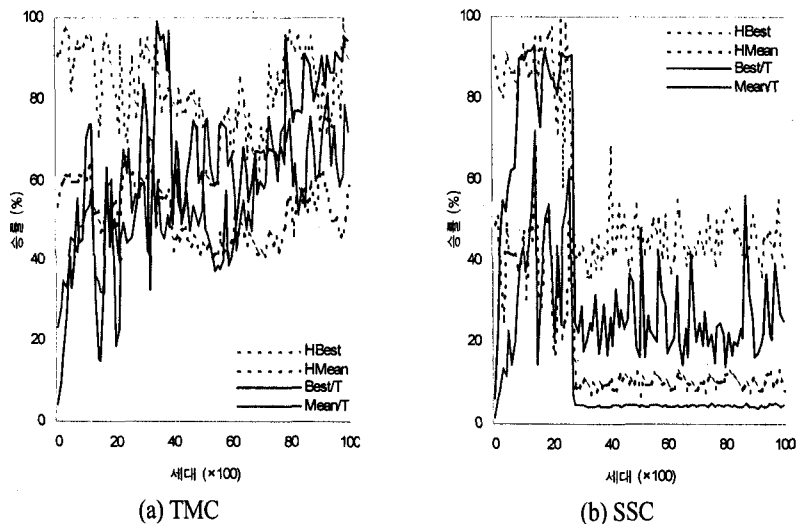 100
80
60
40
20
0
승률 (%)
HBest
HMean
Best/T
Mean/T
0 20 40 60 80 100
세대 (×100)
(a) TMC
100
80
60
40
20
0
승률 (%)
HBest
HMean
Best/T
Mean/T
0 20 40 60 80 100
세대 (×100)
(b) SSC